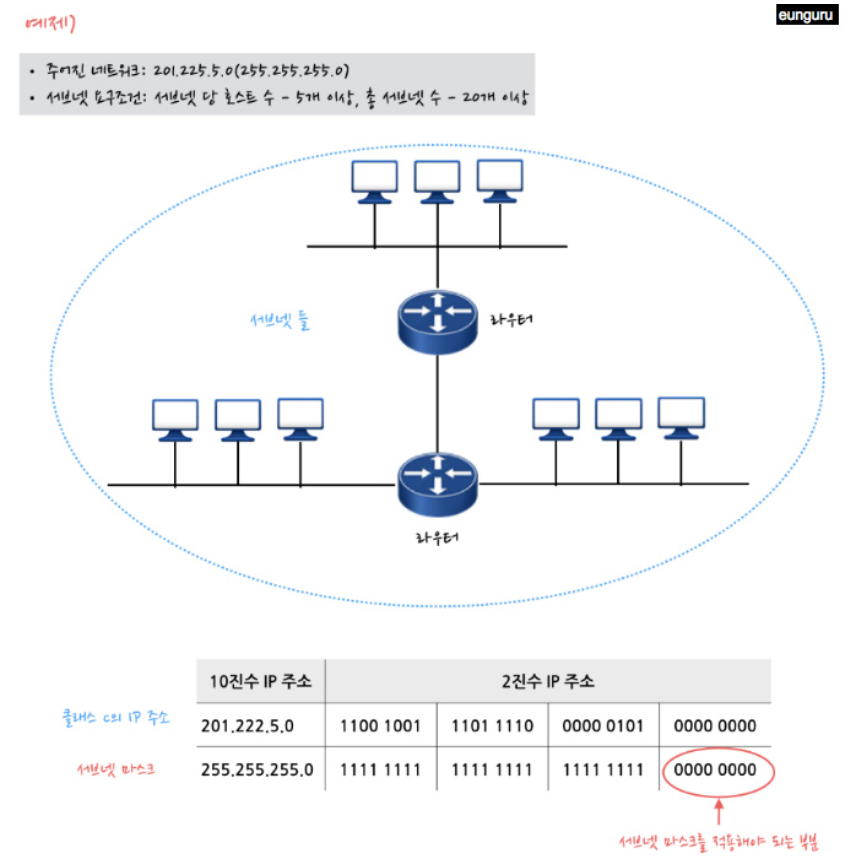 eunguru
예제)
• 주어진 네트워크: 201.225.5.0(255.255.255.0)
• 서브넷 요구조건: 서브넷 당 호스트 수 - 5개 이상, 총 서브넷 수 - 20개 이상
서브넷 들
라우터
라우터
10진수 IP 주소 2진수 IP 주소
클래스 C의 IP 주소 201.222.5.0 1100 1001 1101 1110 0000 0101 0000 0000
서브넷 마스크 255.255.255.0 1111 1111 1111 1111 1111 1111 0000 0000
서브넷 마스크를 적용해야 되는 부분